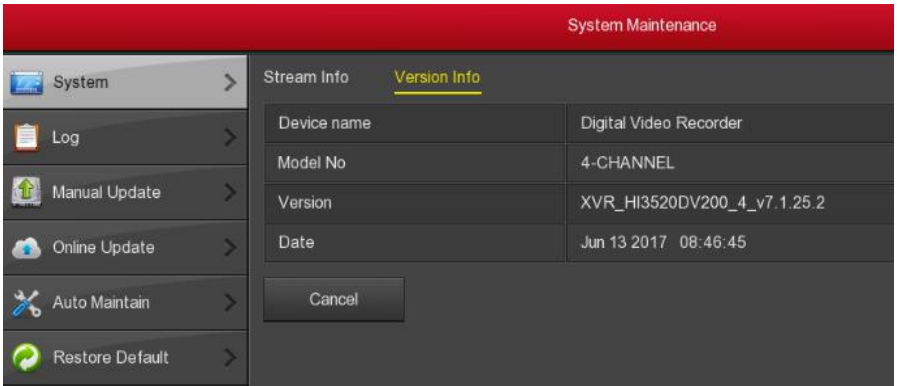 System Maintenance
System
Log
Manual Update
Online Update
Auto Maintain
Restore Default
Stream Info Version Info
Device name Digital Video Recorder
Model No 4-CHANNEL
Version XVR_HI3520DV200_4_v7.1.25.2
Date Jun 13 2017 08:46:45
Cancel